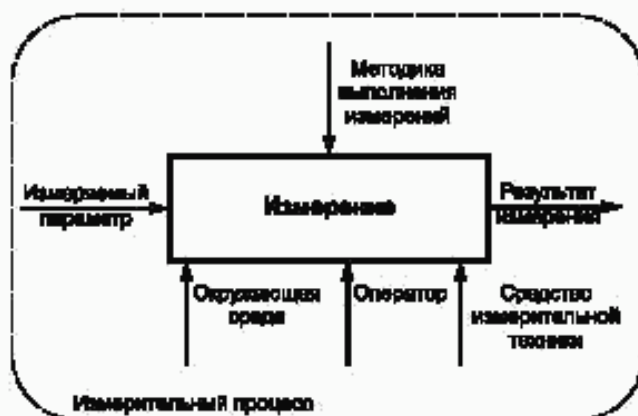 Методика
выполнения
измерений
Измеряемый
параметр
Измерение
Результат
измерения
Окружающая
среда
Оператор
Средство
измерительной
техники
Измерительный процесс